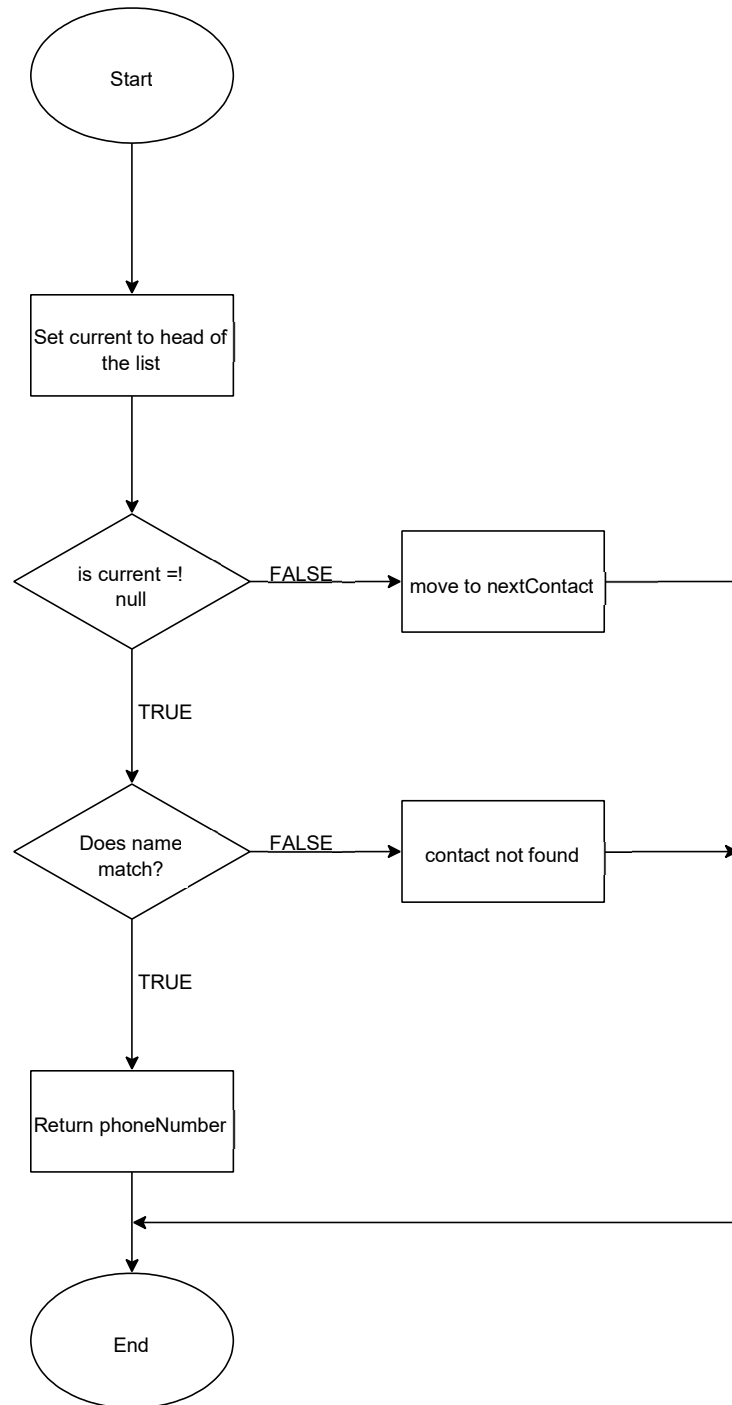 Start
Set current to head of
the list
is current =!
null
FALSE
move to nextContact
TRUE
Does name
match?
FALSE
contact not found
TRUE
Return phoneNumber
End